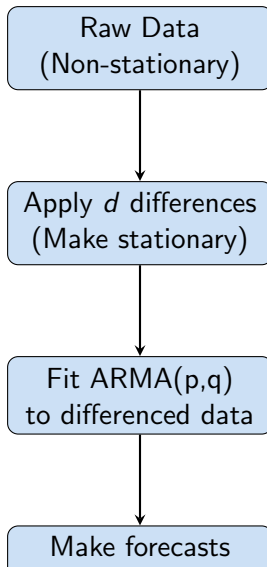 Raw Data
(Non-stationary)
Apply d differences
(Make stationary)
Fit ARMA(p,q)
to differenced data
Make forecasts